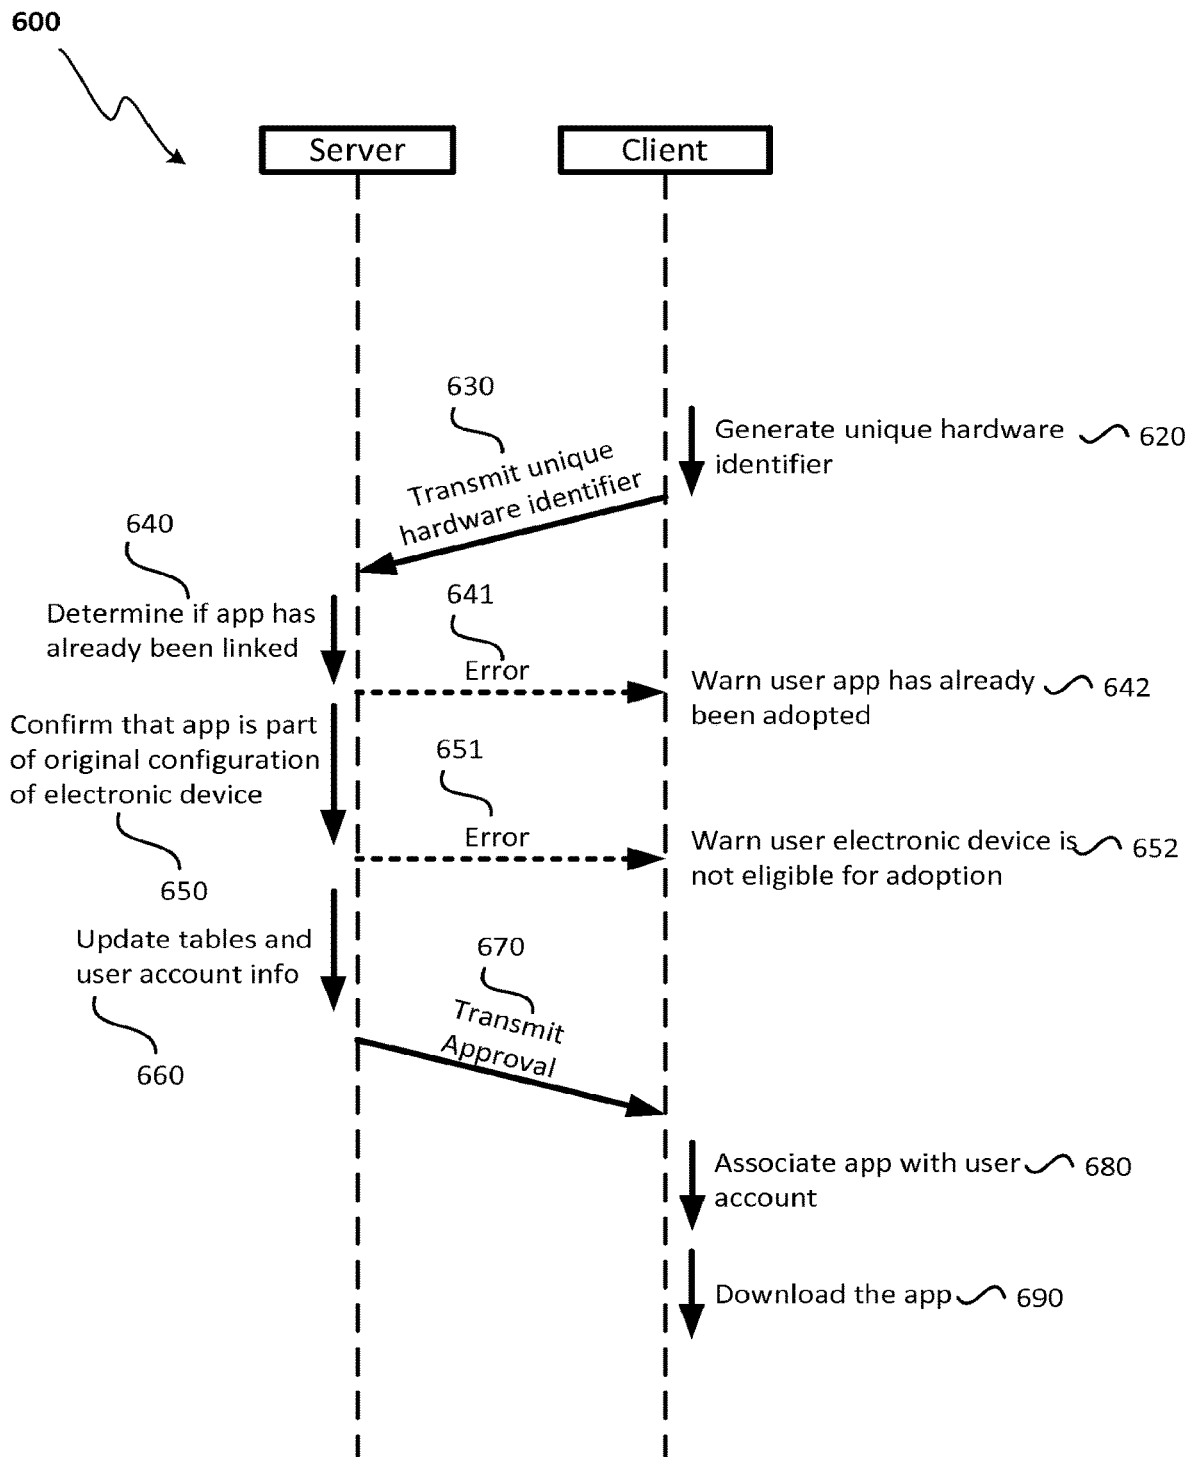 600
Server
Client
630
Generate unique hardware
identifier
620
Transmit unique
hardware identifier
640
Determine if app has
already been linked
641
Error
Warn user app has already
been adopted
642
Confirm that app is part
of original configuration
of electronic device
651
Error
Warn user electronic device is
not eligible for adoption
652
650
Update tables and
user account info
670
Transmit
Approval
660
Associate app with user
account
680
Download the app
690